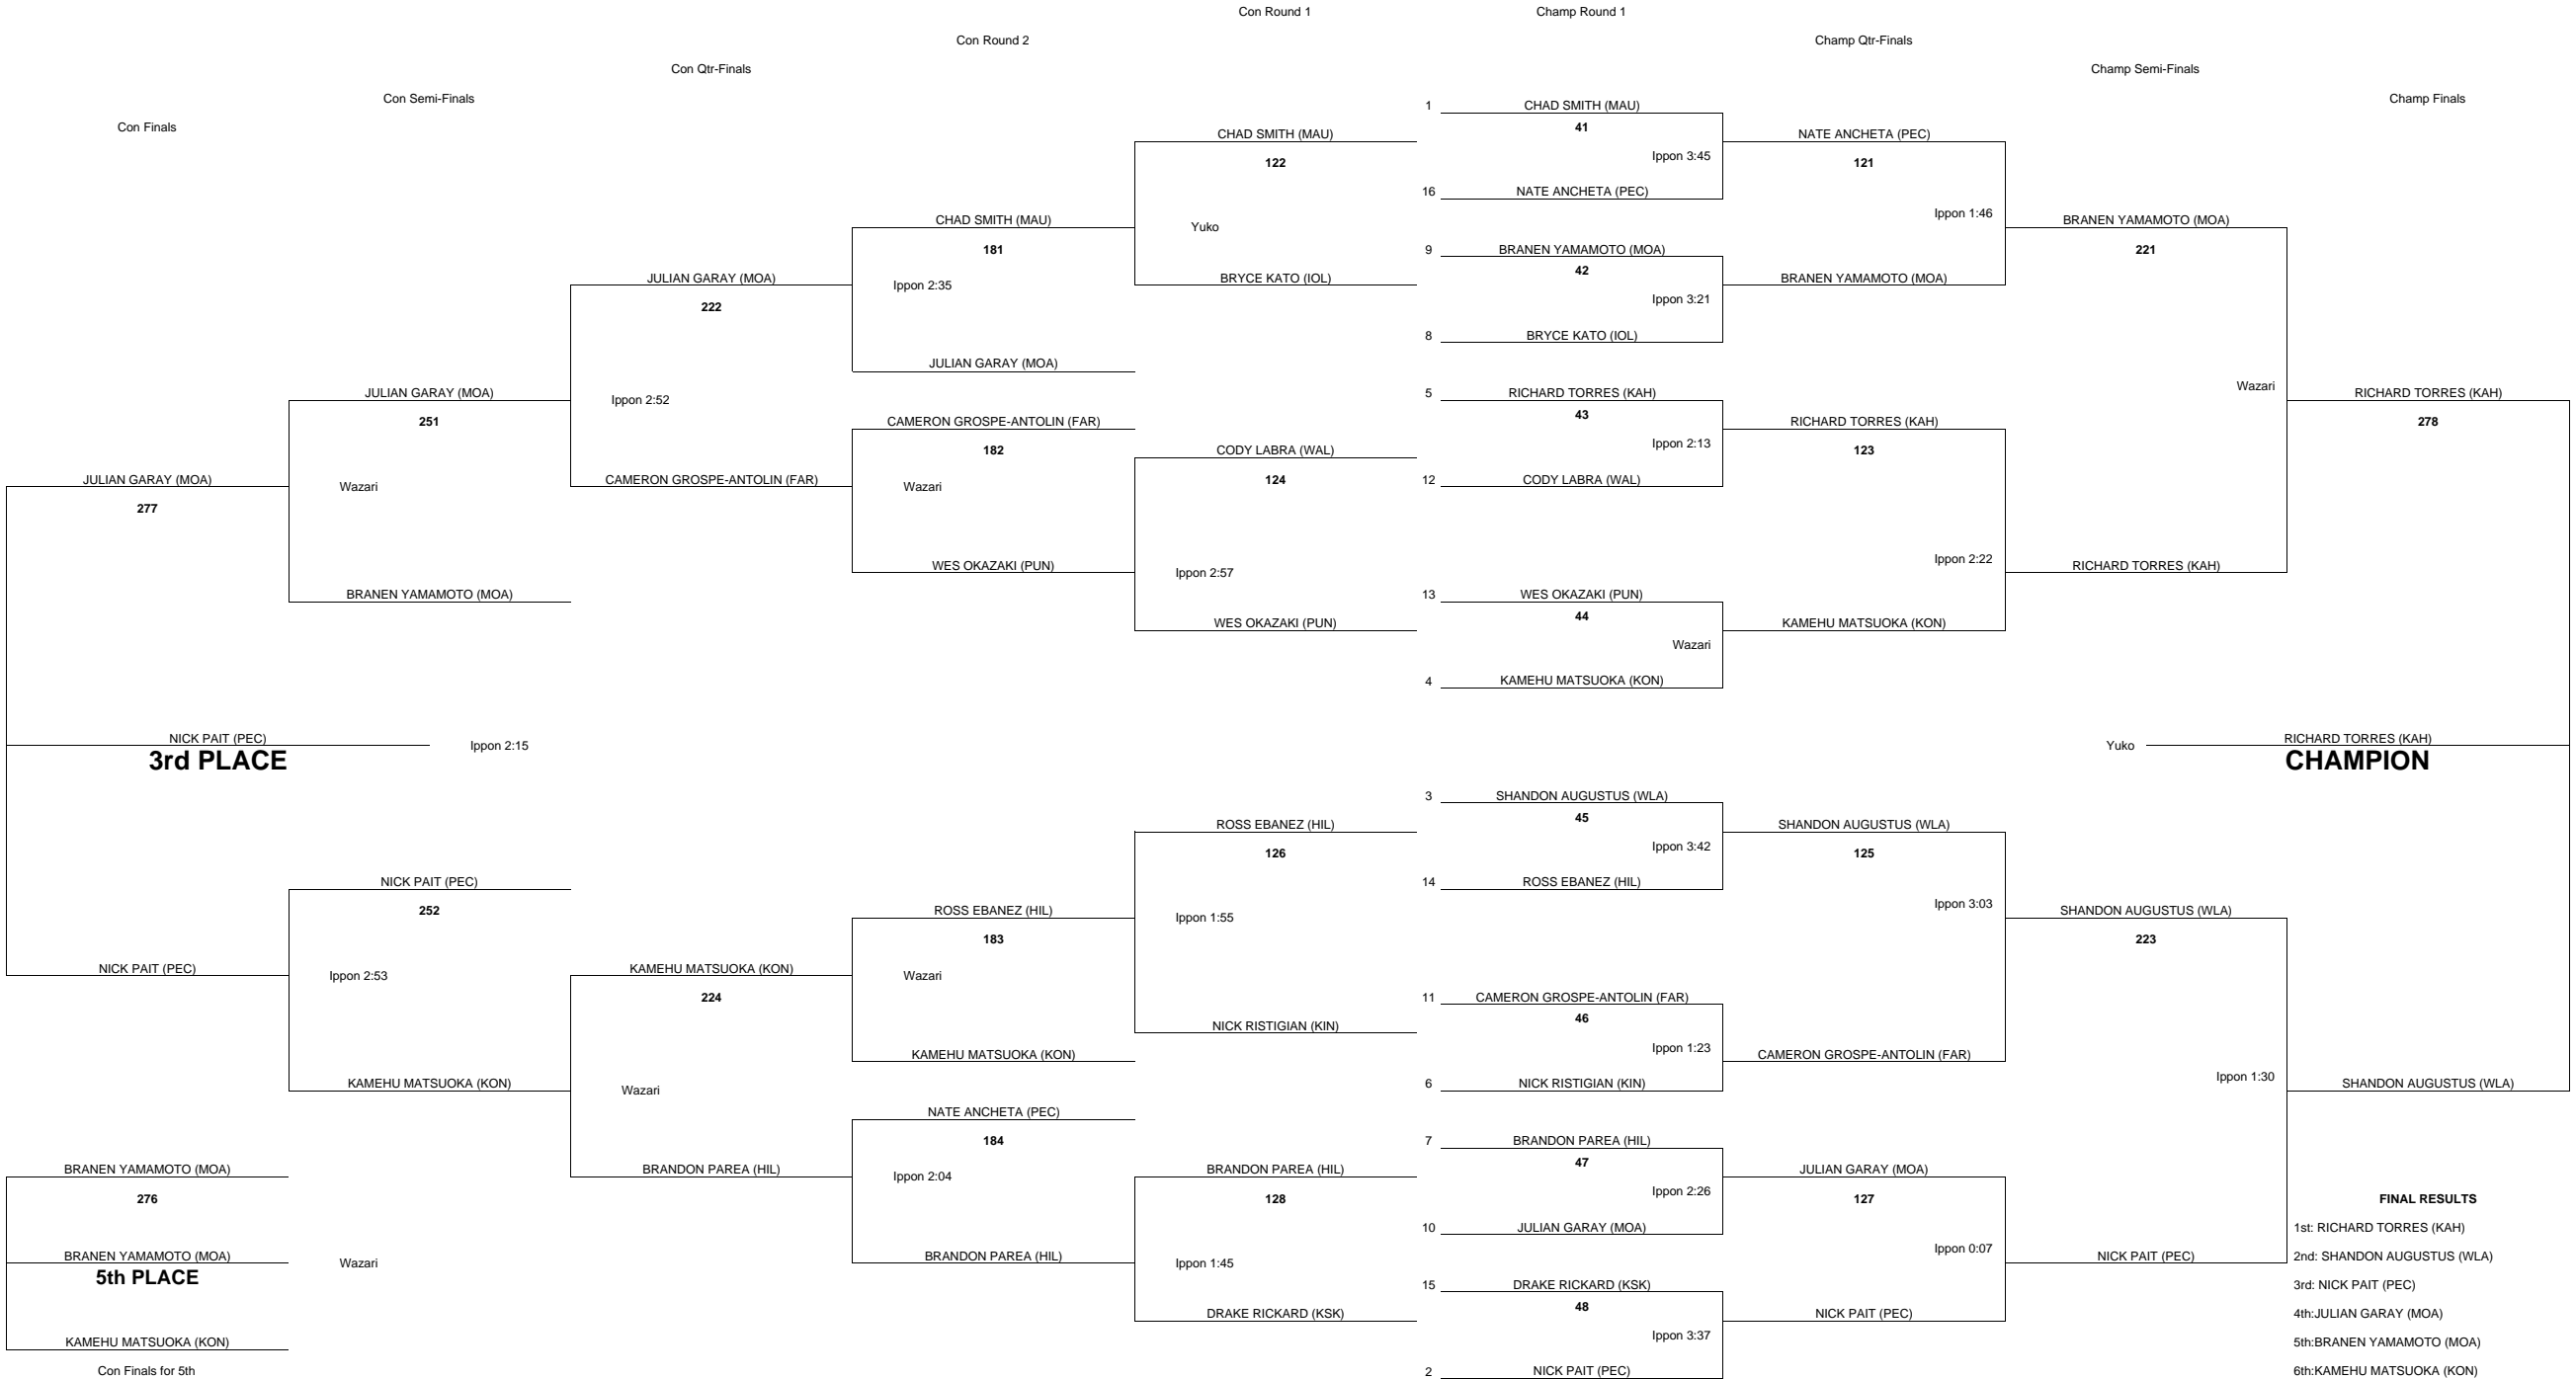 Con Round 1
Champ Round 1
Con Round 2
Champ Qtr-Finals
Con Qtr-Finals
Champ Semi-Finals
Con Semi-Finals
Champ Finals
Con Finals
1 CHAD SMITH (MAU)
41
Ippon 3:45
16 NATE ANCHETA (PEC)
9 BRANEN YAMAMOTO (MOA)
42
Ippon 3:21
8 BRYCE KATO (IOL)
5 RICHARD TORRES (KAH)
43
Ippon 2:13
12 CODY LABRA (WAL)
13 WES OKAZAKI (PUN)
44
Wazari
4 KAMEHU MATSUOKA (KON)
3 SHANDON AUGUSTUS (WLA)
45
Ippon 3:42
14 ROSS EBANEZ (HIL)
11 CAMERON GROSPE-ANTOLIN (FAR)
46
Ippon 1:23
6 NICK RISTIGIAN (KIN)
7 BRANDON PAREA (HIL)
47
Ippon 2:26
10 JULIAN GARAY (MOA)
15 DRAKE RICKARD (KSK)
48
Ippon 3:37
2 NICK PAIT (PEC)
NATE ANCHETA (PEC)
121
Ippon 1:46
BRANEN YAMAMOTO (MOA)
RICHARD TORRES (KAH)
123
Ippon 2:22
KAMEHU MATSUOKA (KON)
SHANDON AUGUSTUS (WLA)
125
Ippon 3:03
CAMERON GROSPE-ANTOLIN (FAR)
JULIAN GARAY (MOA)
127
Ippon 0:07
NICK PAIT (PEC)
BRANEN YAMAMOTO (MOA)
221
Wazari
RICHARD TORRES (KAH)
SHANDON AUGUSTUS (WLA)
223
Ippon 1:30
NICK PAIT (PEC)
RICHARD TORRES (KAH)
278
Yuko
RICHARD TORRES (KAH)
CHAMPION
SHANDON AUGUSTUS (WLA)
CHAD SMITH (MAU)
122
Yuko
BRYCE KATO (IOL)
CODY LABRA (WAL)
124
Ippon 2:57
WES OKAZAKI (PUN)
ROSS EBANEZ (HIL)
126
Ippon 1:55
NICK RISTIGIAN (KIN)
BRANDON PAREA (HIL)
128
Ippon 1:45
DRAKE RICKARD (KSK)
CHAD SMITH (MAU)
181
Ippon 2:35
JULIAN GARAY (MOA)
CAMERON GROSPE-ANTOLIN (FAR)
182
Wazari
WES OKAZAKI (PUN)
ROSS EBANEZ (HIL)
183
Wazari
KAMEHU MATSUOKA (KON)
NATE ANCHETA (PEC)
184
Ippon 2:04
BRANDON PAREA (HIL)
JULIAN GARAY (MOA)
222
Ippon 2:52
CAMERON GROSPE-ANTOLIN (FAR)
KAMEHU MATSUOKA (KON)
224
Wazari
BRANDON PAREA (HIL)
JULIAN GARAY (MOA)
251
Wazari
BRANEN YAMAMOTO (MOA)
NICK PAIT (PEC)
252
Ippon 2:53
KAMEHU MATSUOKA (KON)
JULIAN GARAY (MOA)
277
NICK PAIT (PEC)
Ippon 2:15
3rd PLACE
NICK PAIT (PEC)
BRANEN YAMAMOTO (MOA)
276
BRANEN YAMAMOTO (MOA)
Wazari
5th PLACE
KAMEHU MATSUOKA (KON)
Con Finals for 5th
FINAL RESULTS
1st: RICHARD TORRES (KAH)
2nd: SHANDON AUGUSTUS (WLA)
3rd: NICK PAIT (PEC)
4th:JULIAN GARAY (MOA)
5th:BRANEN YAMAMOTO (MOA)
6th:KAMEHU MATSUOKA (KON)